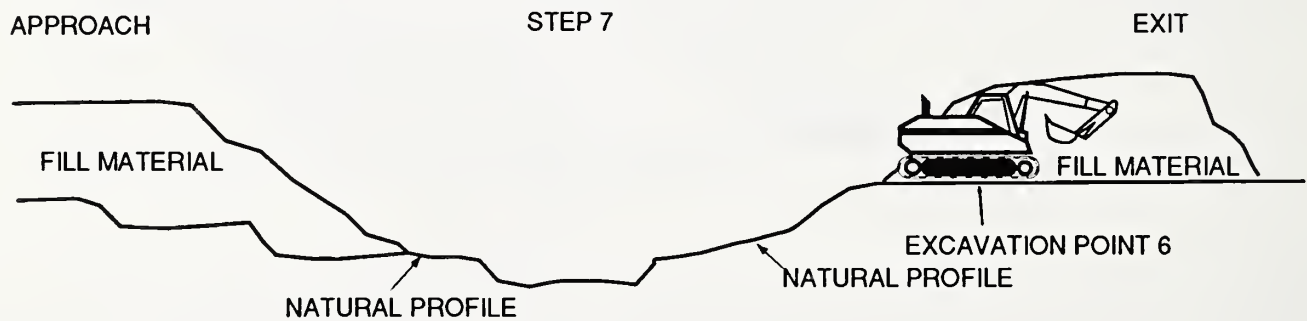 APPROACH
STEP 7
EXIT
FILL MATERIAL
FILL MATERIAL
EXCAVATION POINT 6
NATURAL PROFILE
NATURAL PROFILE